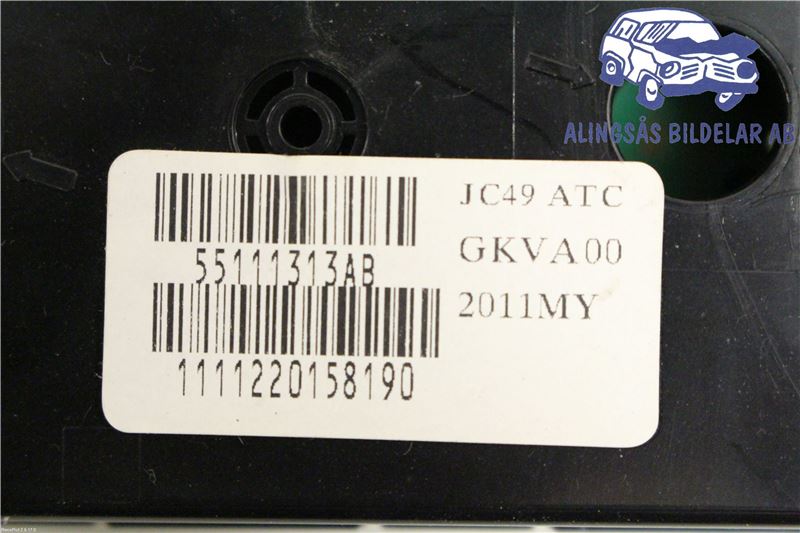 ALINGSÅS BILDELAR AB
JC49 ATC
55111313AB
GKVA00
2011MY
1111220158190